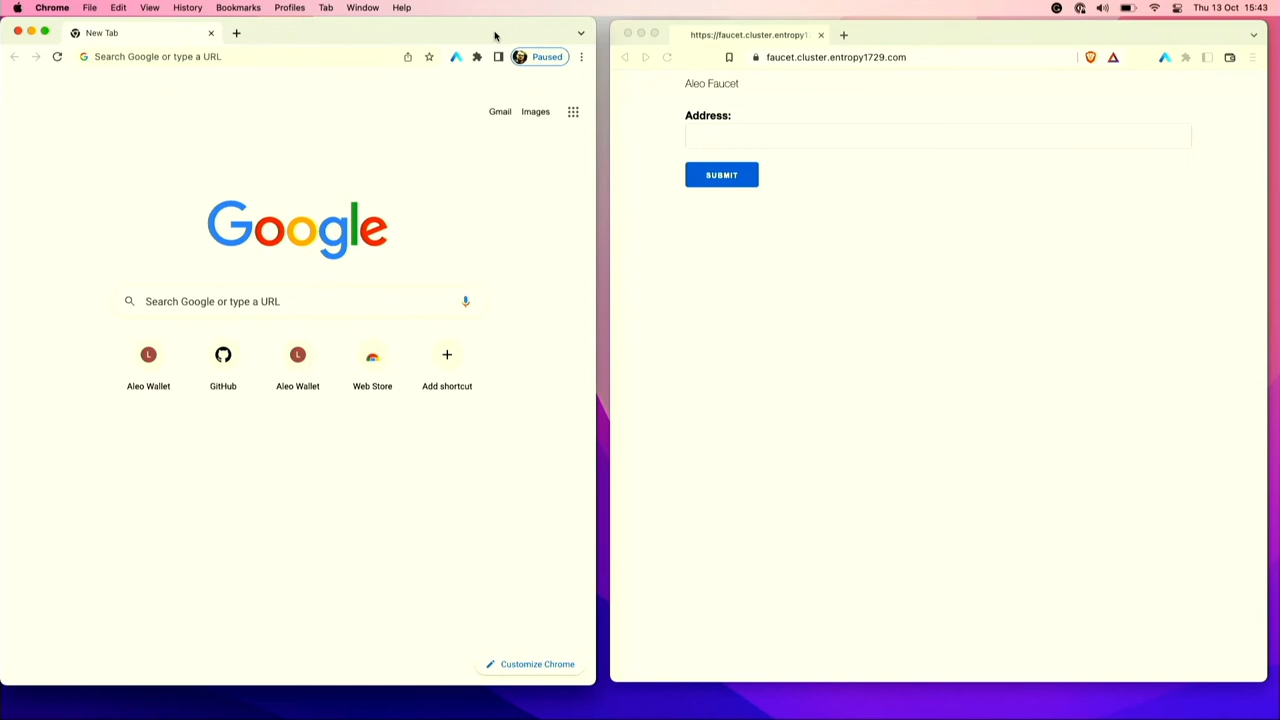 Chrome File Edit View History Bookmarks Profiles Tab Window Help Thu 13 Oct 15:43
New Tab
Search Google or type a URL
Paused
Gmail Images
Google
Search Google or type a URL
L L
Aleo Wallet GitHub Aleo Wallet Web Store Add shortcut
Customize Chrome
https://faucet.cluster.entropy1
faucet.cluster.entropy1729.com
Aleo Faucet
Address:
SUBMIT